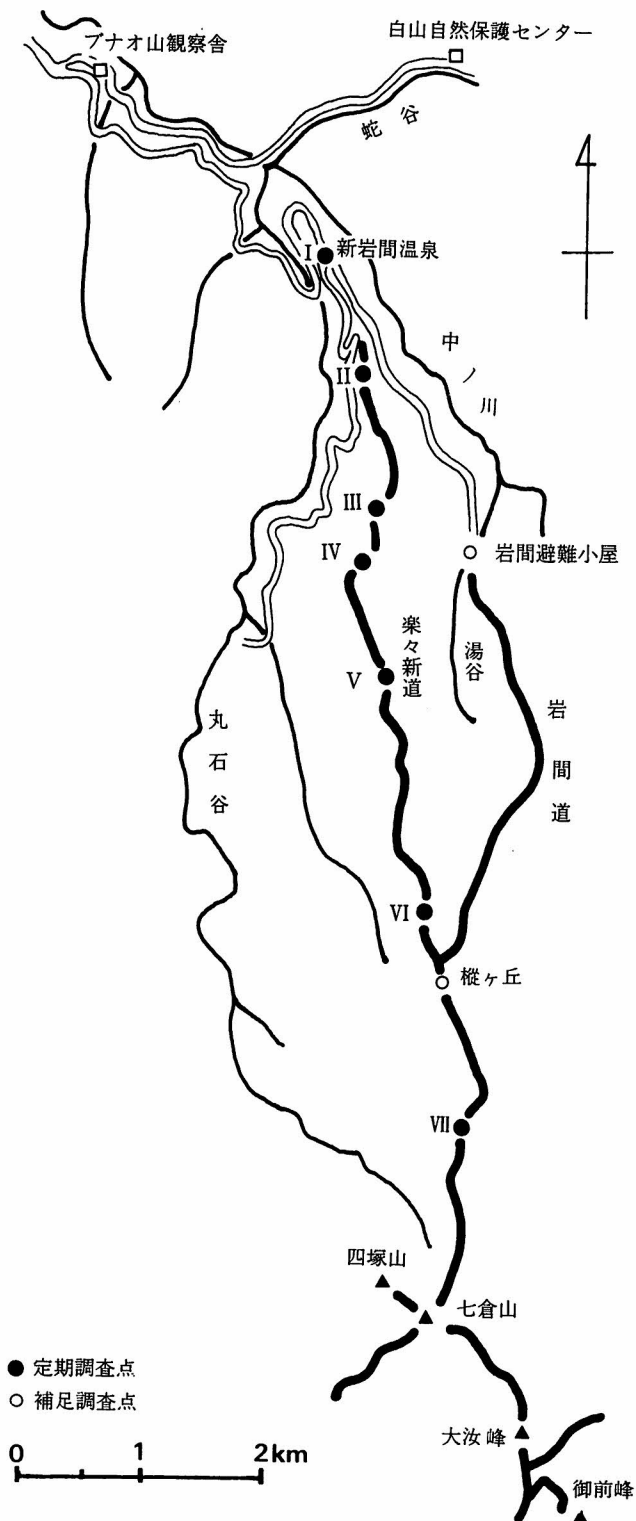 ブナオ山観察舎
白山自然保護センター
蛇谷
I 新岩間温泉
中ノ川
II
III
IV
岩間避難小屋
楽々新道
湯谷
V
岩間道
丸石谷
VI
樅ヶ丘
VII
四塚山
七倉山
● 定期調査点
○ 補足調査点
大汝峰
0 1 2km
御前峰